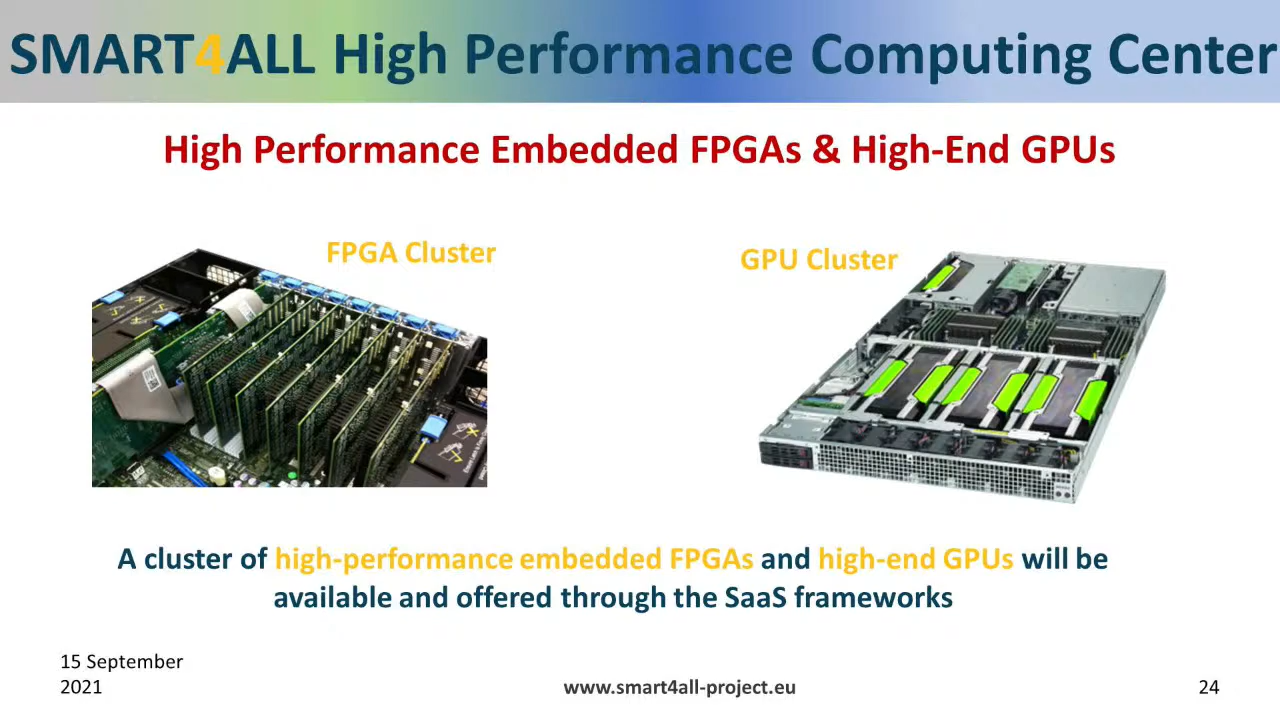 SMART4ALL High Performance Computing Center
High Performance Embedded FPGAs & High-End GPUs
FPGA Cluster
GPU Cluster
A cluster of high-performance embedded FPGAs and high-end GPUs will be
available and offered through the SaaS frameworks
15 September
2021
www.smart4all-project.eu
24